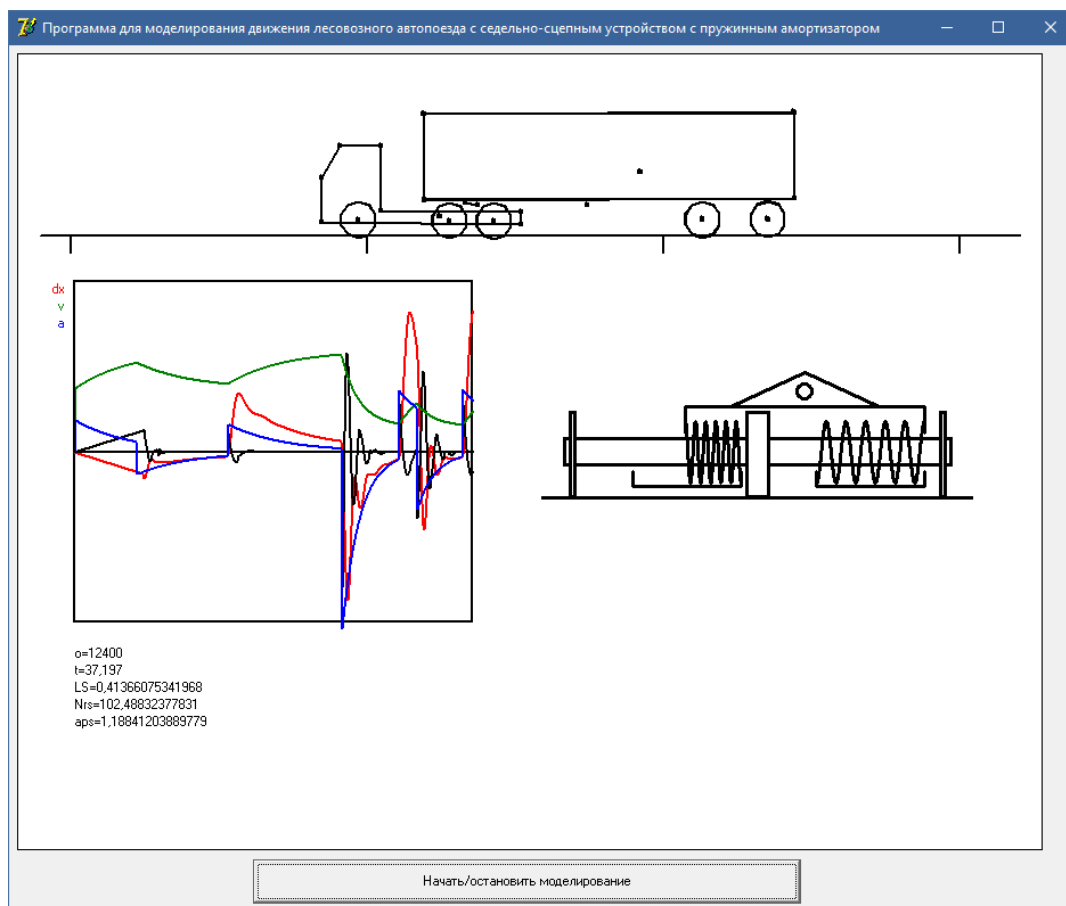 Программа для моделирования движения лесовозного автопоезда с седельно-сцепным устройством с пружинным амортизатором
dx
v
a
o=12400
t=37,197
LS=0,41366075341968
Nrs=102,48832377831
aps=1,18841203889779
Начать/остановить моделирование